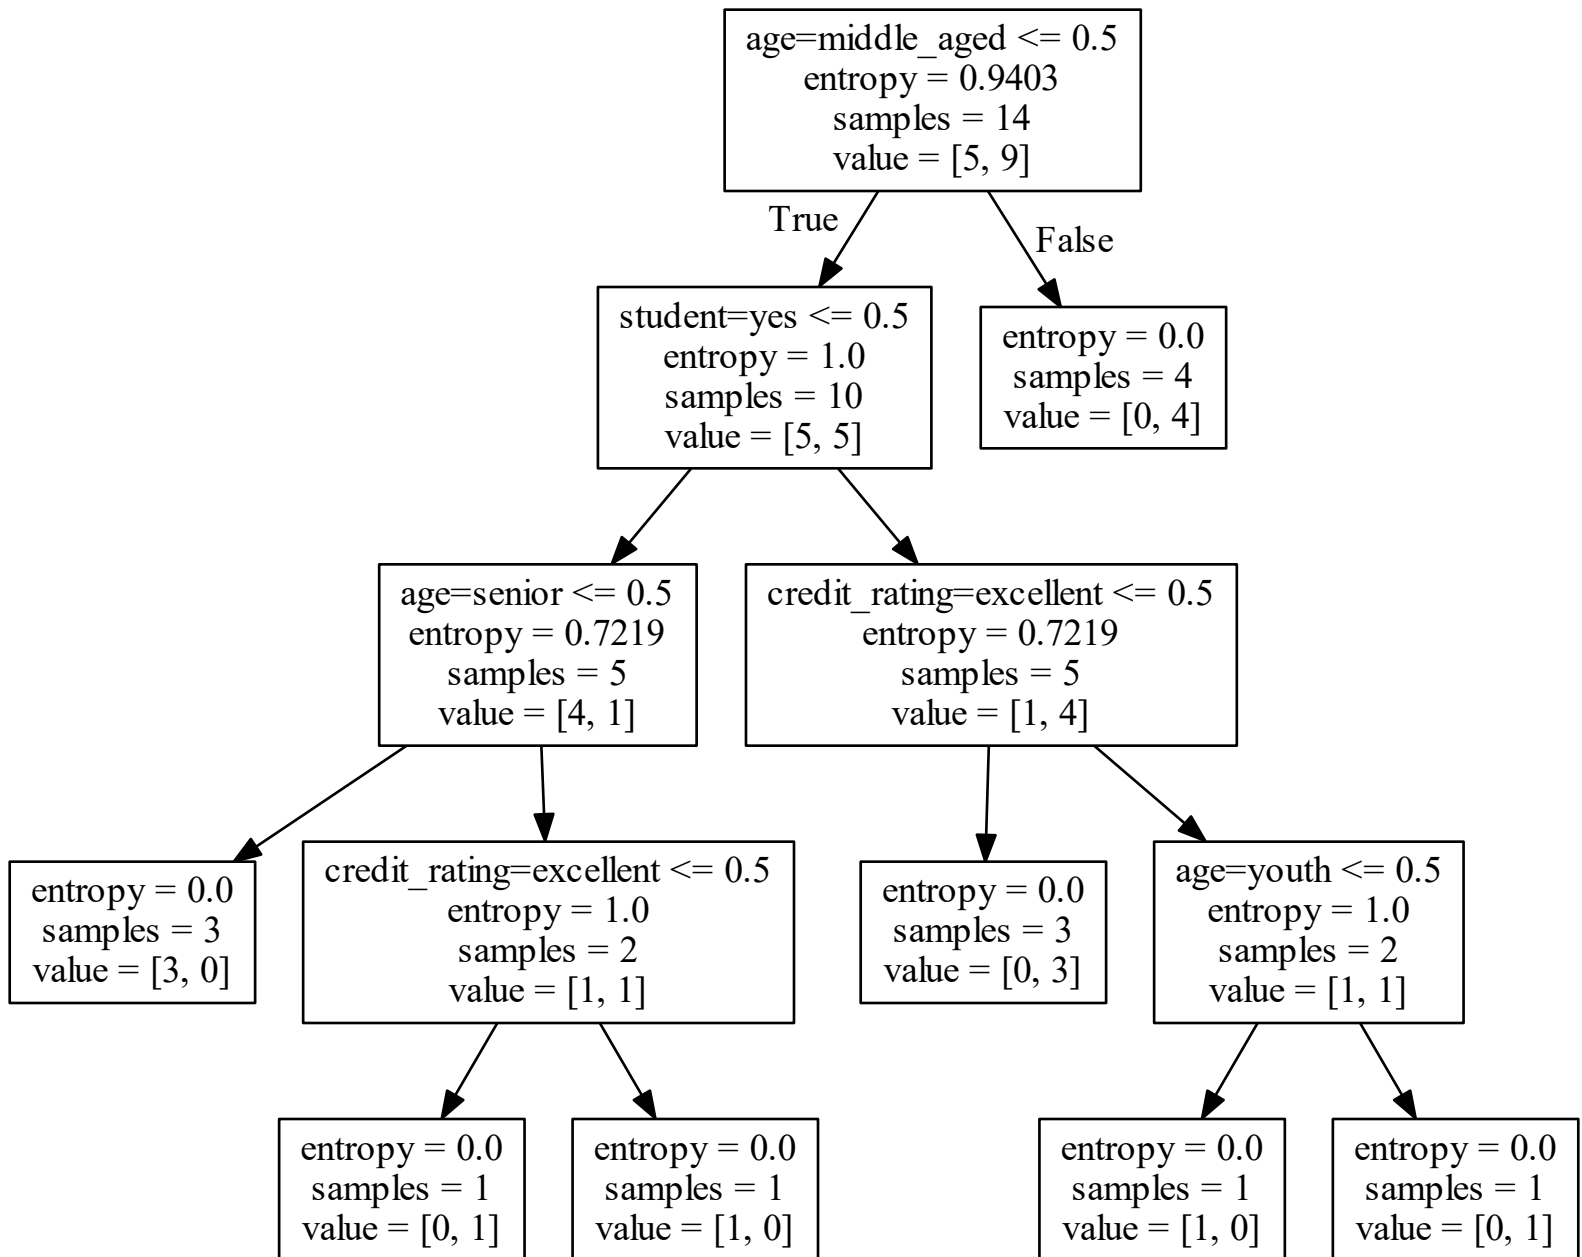 age=middle_aged <= 0.5
entropy = 0.9403
samples = 14
value = [5, 9]
True
False
student=yes <= 0.5
entropy = 1.0
samples = 10
value = [5, 5]
entropy = 0.0
samples = 4
value = [0, 4]
age=senior <= 0.5
entropy = 0.7219
samples = 5
value = [4, 1]
credit_rating=excellent <= 0.5
entropy = 0.7219
samples = 5
value = [1, 4]
entropy = 0.0
samples = 3
value = [3, 0]
credit_rating=excellent <= 0.5
entropy = 1.0
samples = 2
value = [1, 1]
entropy = 0.0
samples = 3
value = [0, 3]
age=youth <= 0.5
entropy = 1.0
samples = 2
value = [1, 1]
entropy = 0.0
samples = 1
value = [0, 1]
entropy = 0.0
samples = 1
value = [1, 0]
entropy = 0.0
samples = 1
value = [1, 0]
entropy = 0.0
samples = 1
value = [0, 1]